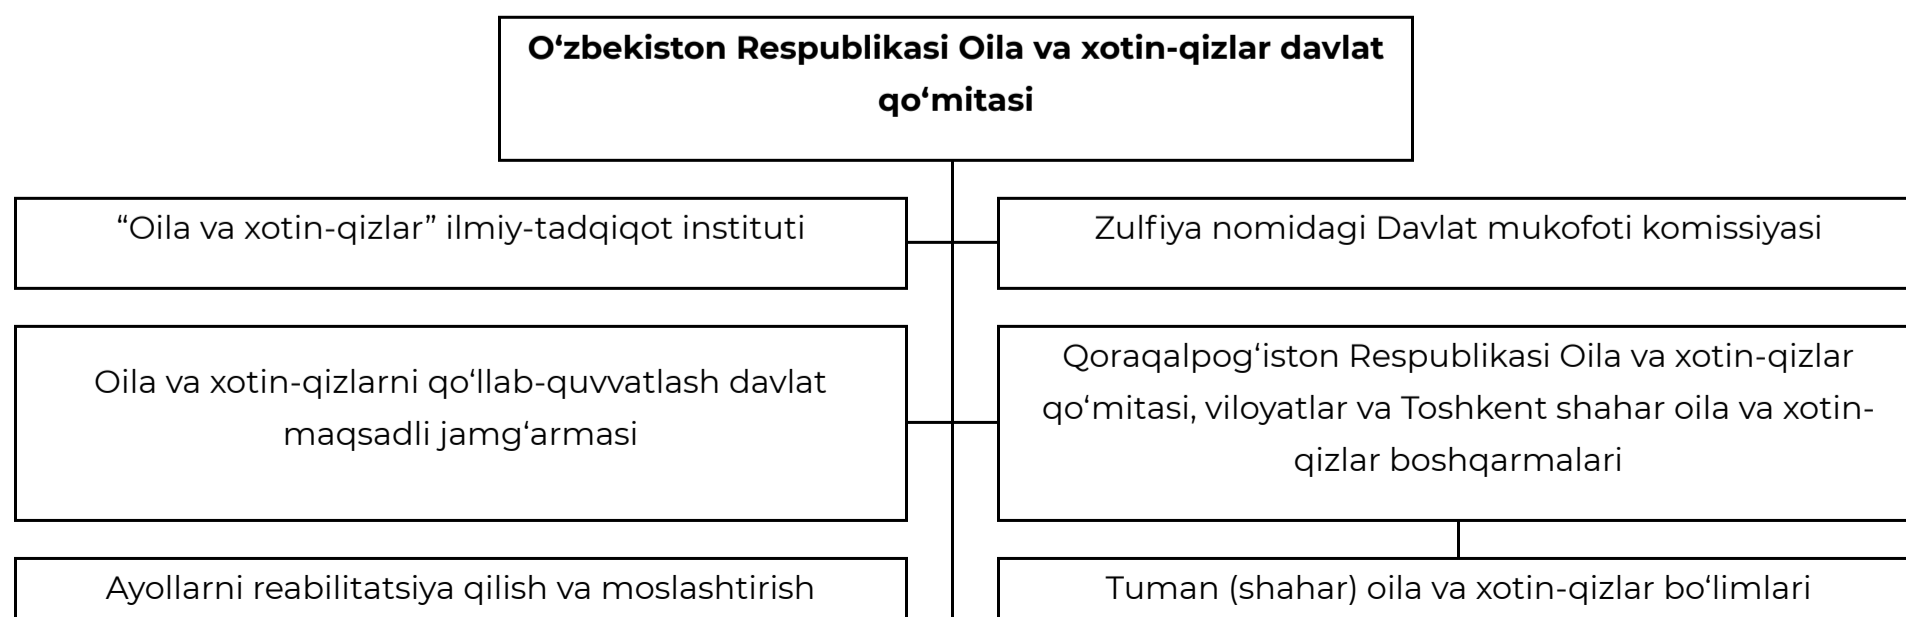 O‘zbekiston Respublikasi Oila va xotin-qizlar davlat
qo‘mitasi
“Oila va xotin-qizlar” ilmiy-tadqiqot instituti
Zulfiya nomidagi Davlat mukofoti komissiyasi
Oila va xotin-qizlarni qo‘llab-quvvatlash davlat
maqsadli jamg‘armasi
Qoraqalpog‘iston Respublikasi Oila va xotin-qizlar
qo‘mitasi, viloyatlar va Toshkent shahar oila va xotin-
qizlar boshqarmalari
Ayollarni reabilitatsiya qilish va moslashtirish
Tuman (shahar) oila va xotin-qizlar bo‘limlari